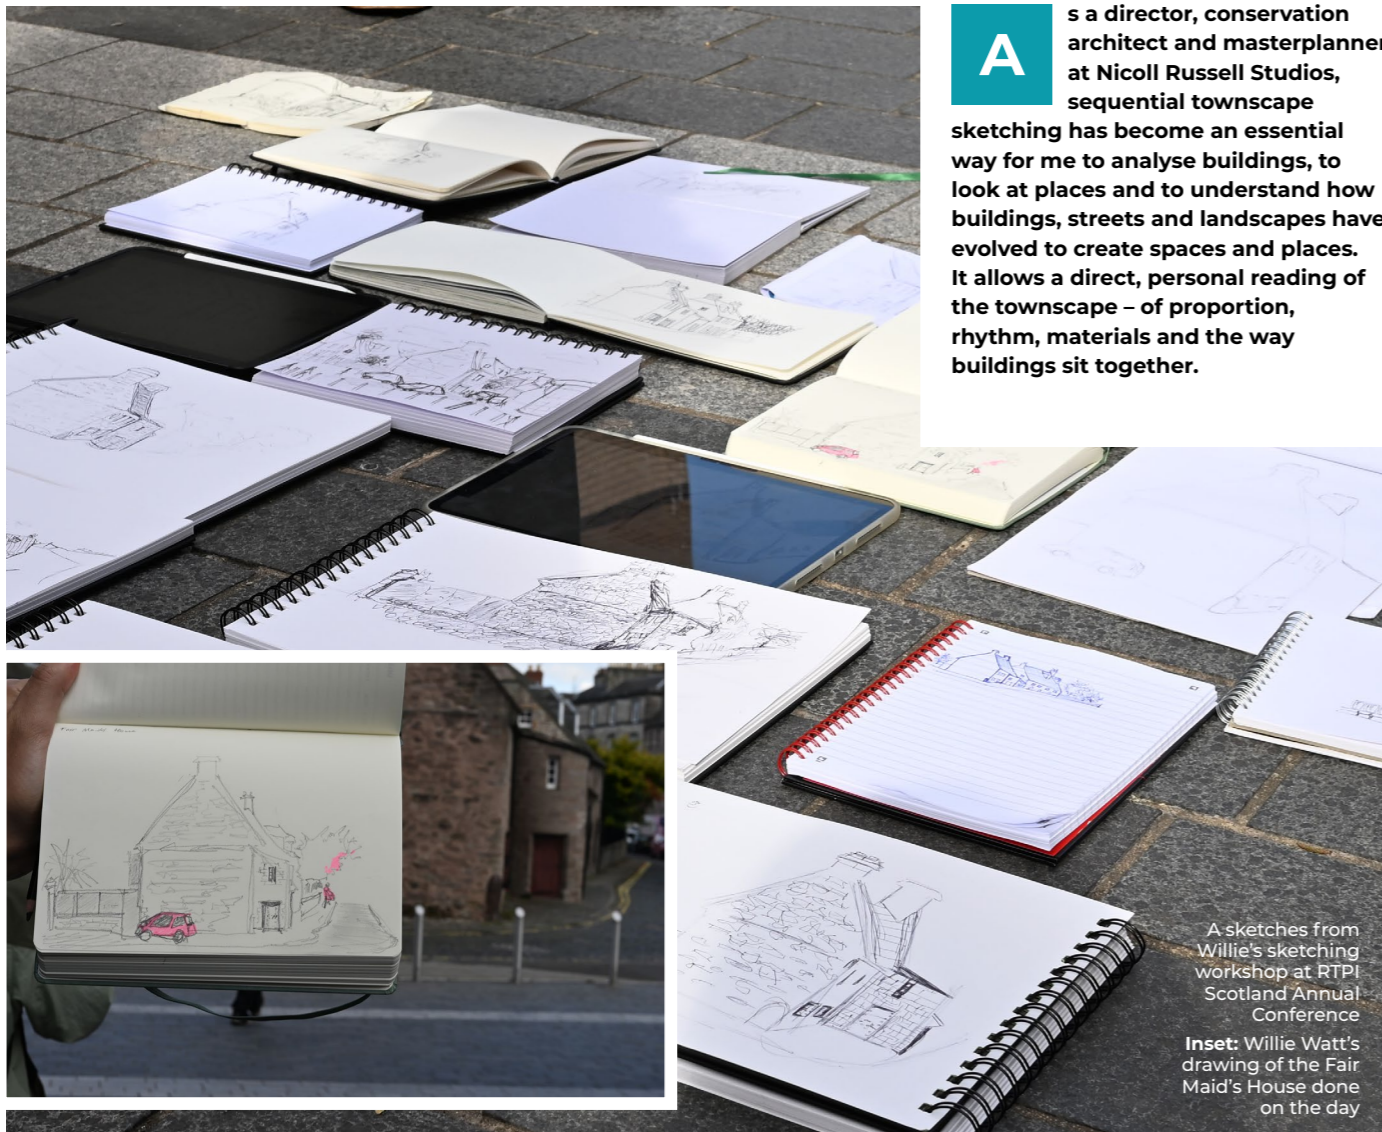 As a director, conservation
architect and masterplanner
at Nicoll Russell Studios,
sequential townscape
sketching has become an essential
way for me to analyse buildings, to
look at places and to understand how
buildings, streets and landscapes have
evolved to create spaces and places.
It allows a direct, personal reading of
the townscape – of proportion,
rhythm, materials and the way
buildings sit together.
A sketches from
Willie's sketching
workshop at RTPI
Scotland Annual
Conference
Inset: Willie Watt's
drawing of the Fair
Maid's House done
on the day